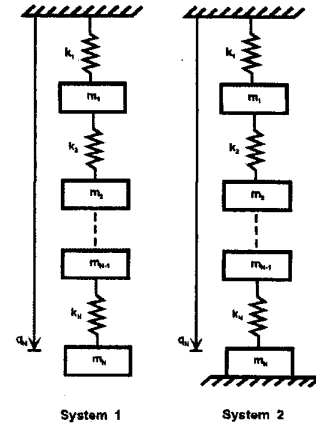 k₁ k₁
m₁ m₁
k₂ k₂
m₂ m₂
mN-1 mN-1
kN kN
qN qN
mN mN
System 1 System 2